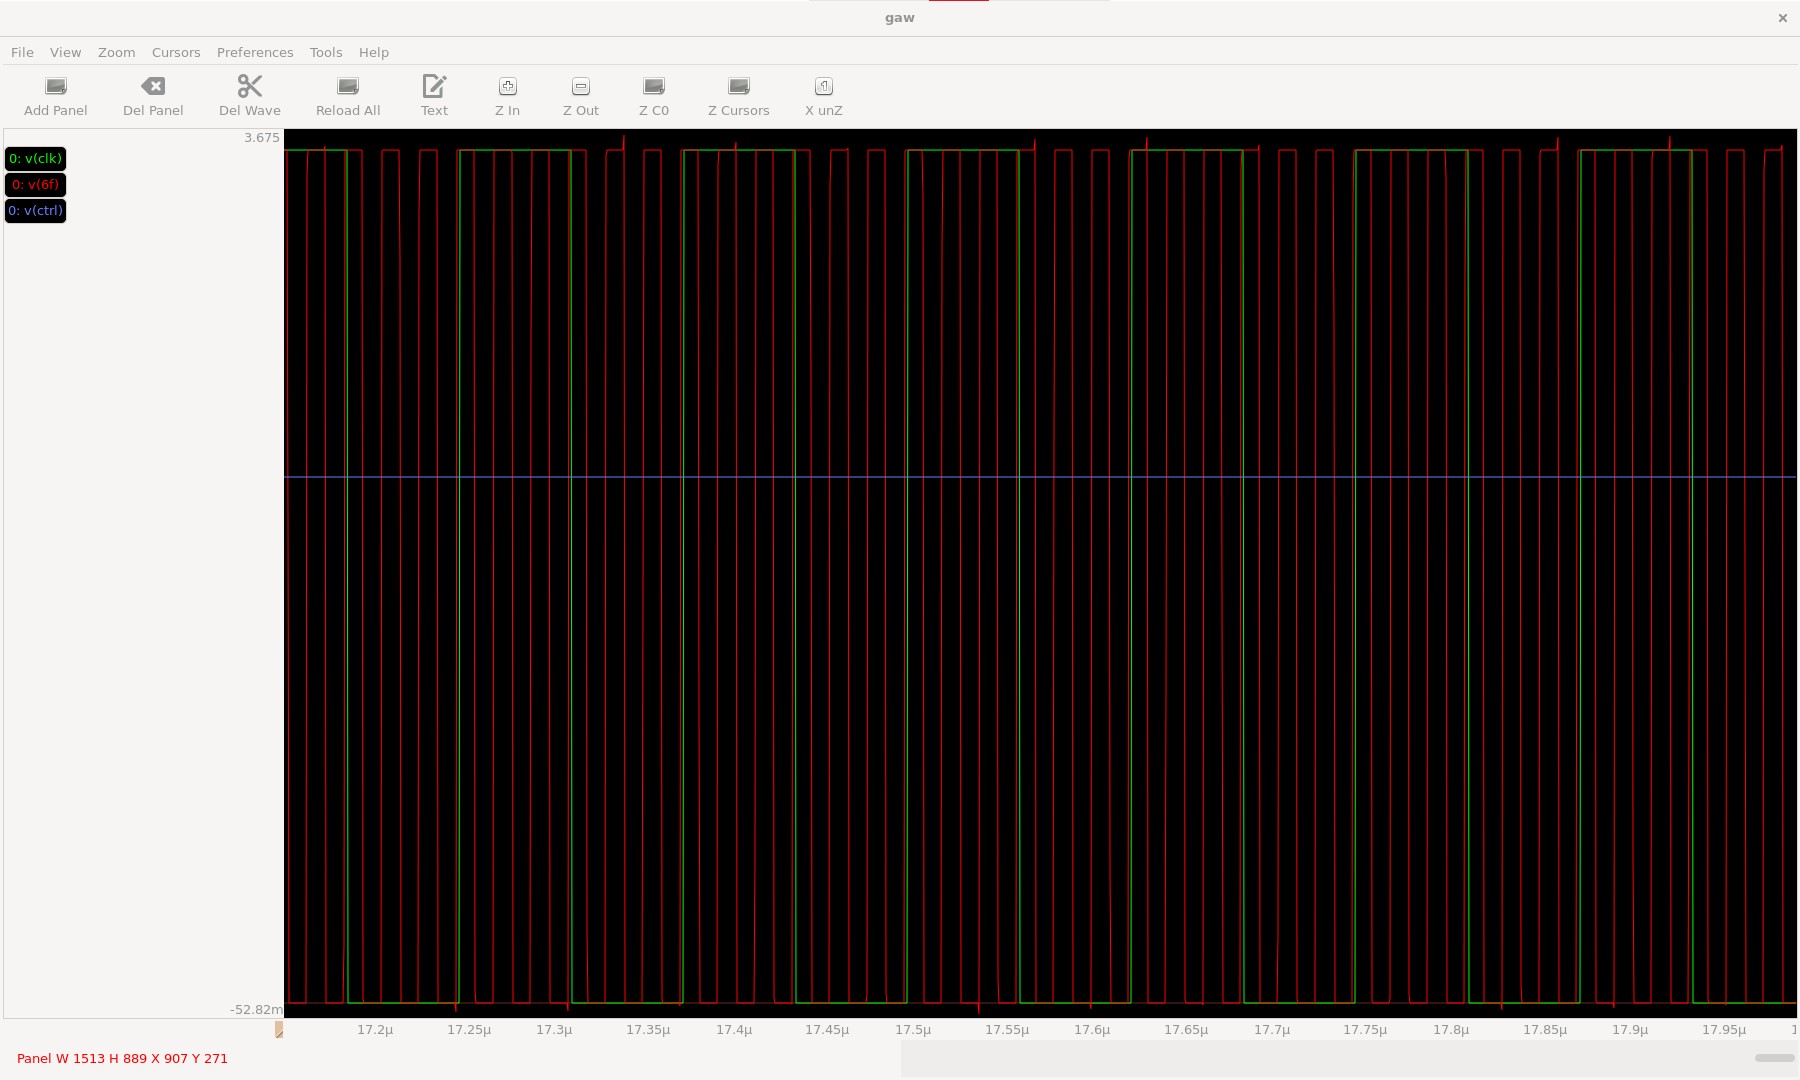 gaw
File View Zoom Cursors Preferences Tools Help
Add Panel Del Panel Del Wave Reload All Text Z In Z Out Z C0 Z Cursors X unZ
3.675
0: v(clk)
0: v(6f)
0: v(ctrl)
-52.82m
17.2µ 17.25µ 17.3µ 17.35µ 17.4µ 17.45µ 17.5µ 17.55µ 17.6µ 17.65µ 17.7µ 17.75µ 17.8µ 17.85µ 17.9µ 17.95µ 1
Panel W 1513 H 889 X 907 Y 271